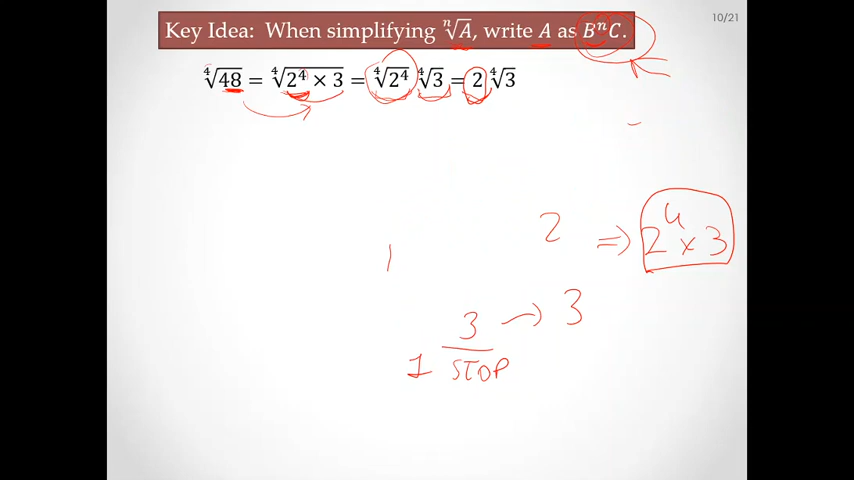 10/21
Key Idea: When simplifying ⁿ√A, write A as BⁿC.
⁴√48 = ⁴√(2⁴ × 3) = ⁴√2⁴ ⁴√3 = 2 ⁴√3
2 ⇒ 2⁴ × 3
1
3 → 3
1 STOP